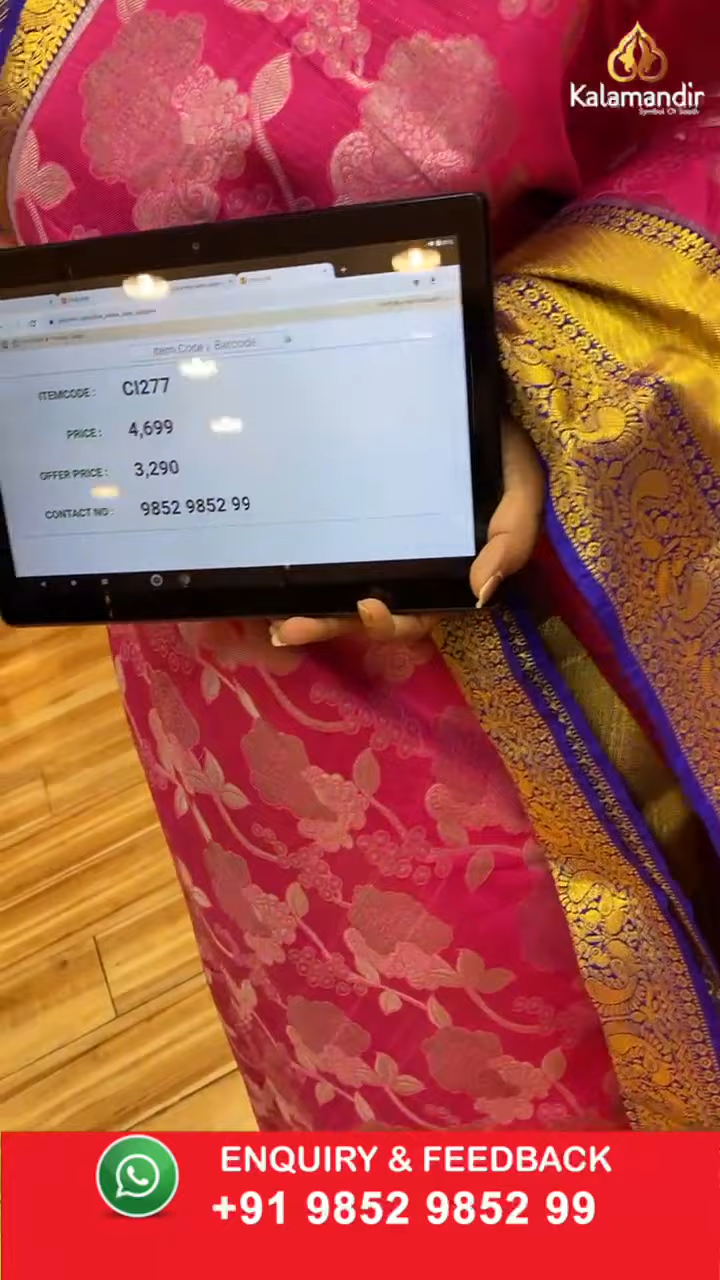 Kalamandir
Symbol Of South
Item Code / Barcode
ITEMCODE : CI277
PRICE : 4,699
OFFER PRICE : 3,290
CONTACT NO : 9852 9852 99
ENQUIRY & FEEDBACK
+91 9852 9852 99